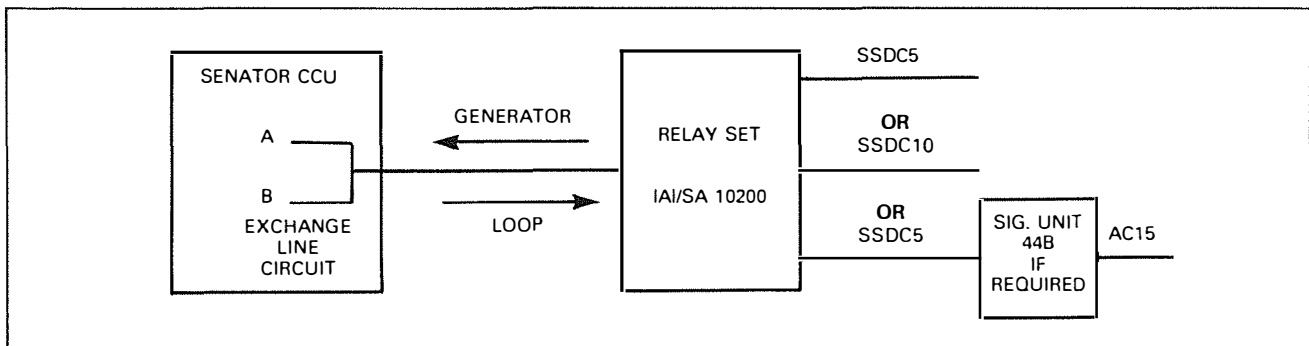 SENATOR CCU
A
B
EXCHANGE
LINE
CIRCUIT
GENERATOR
LOOP
RELAY SET
IAI/SA 10200
SSDC5
OR
SSDC10
OR
SSDC5
SIG. UNIT
44B
IF
REQUIRED
AC15